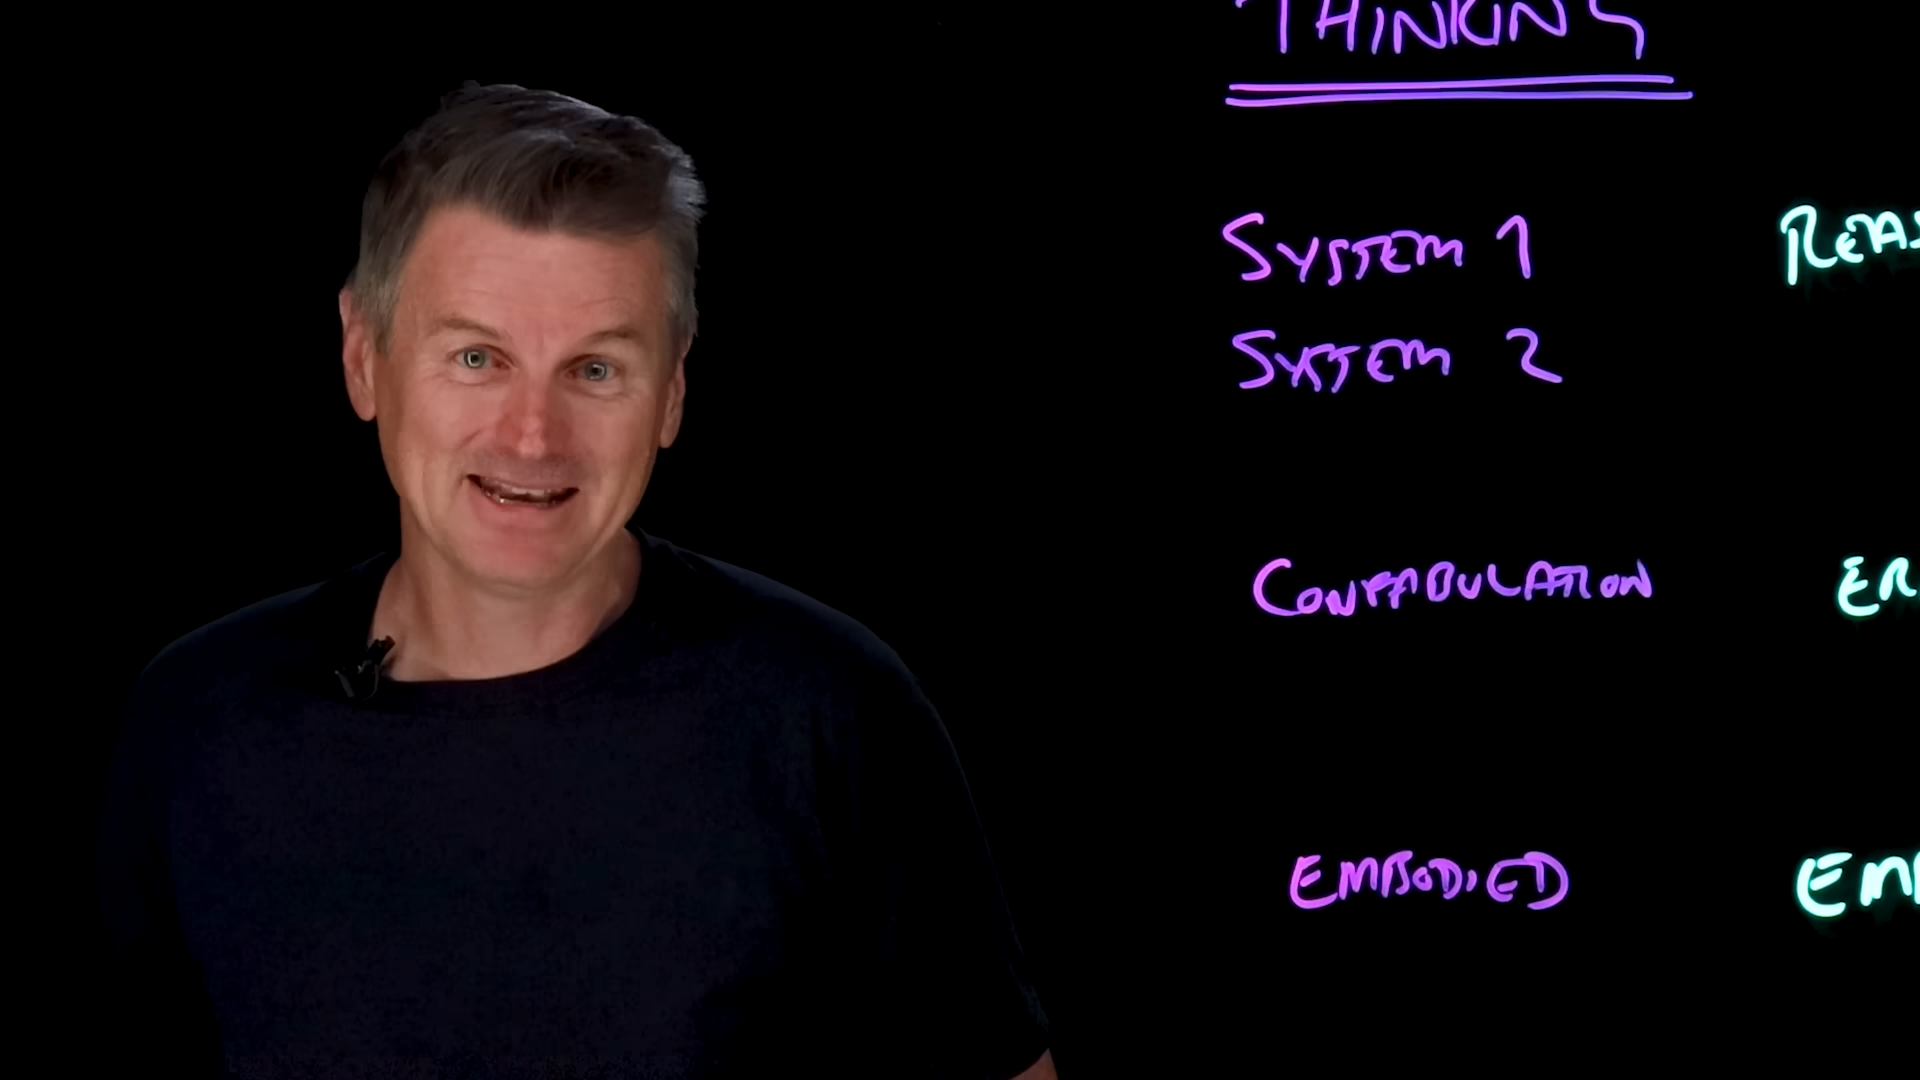 THINKING
SYSTEM 1
SYSTEM 2
CONFABULATION
EMBODIED